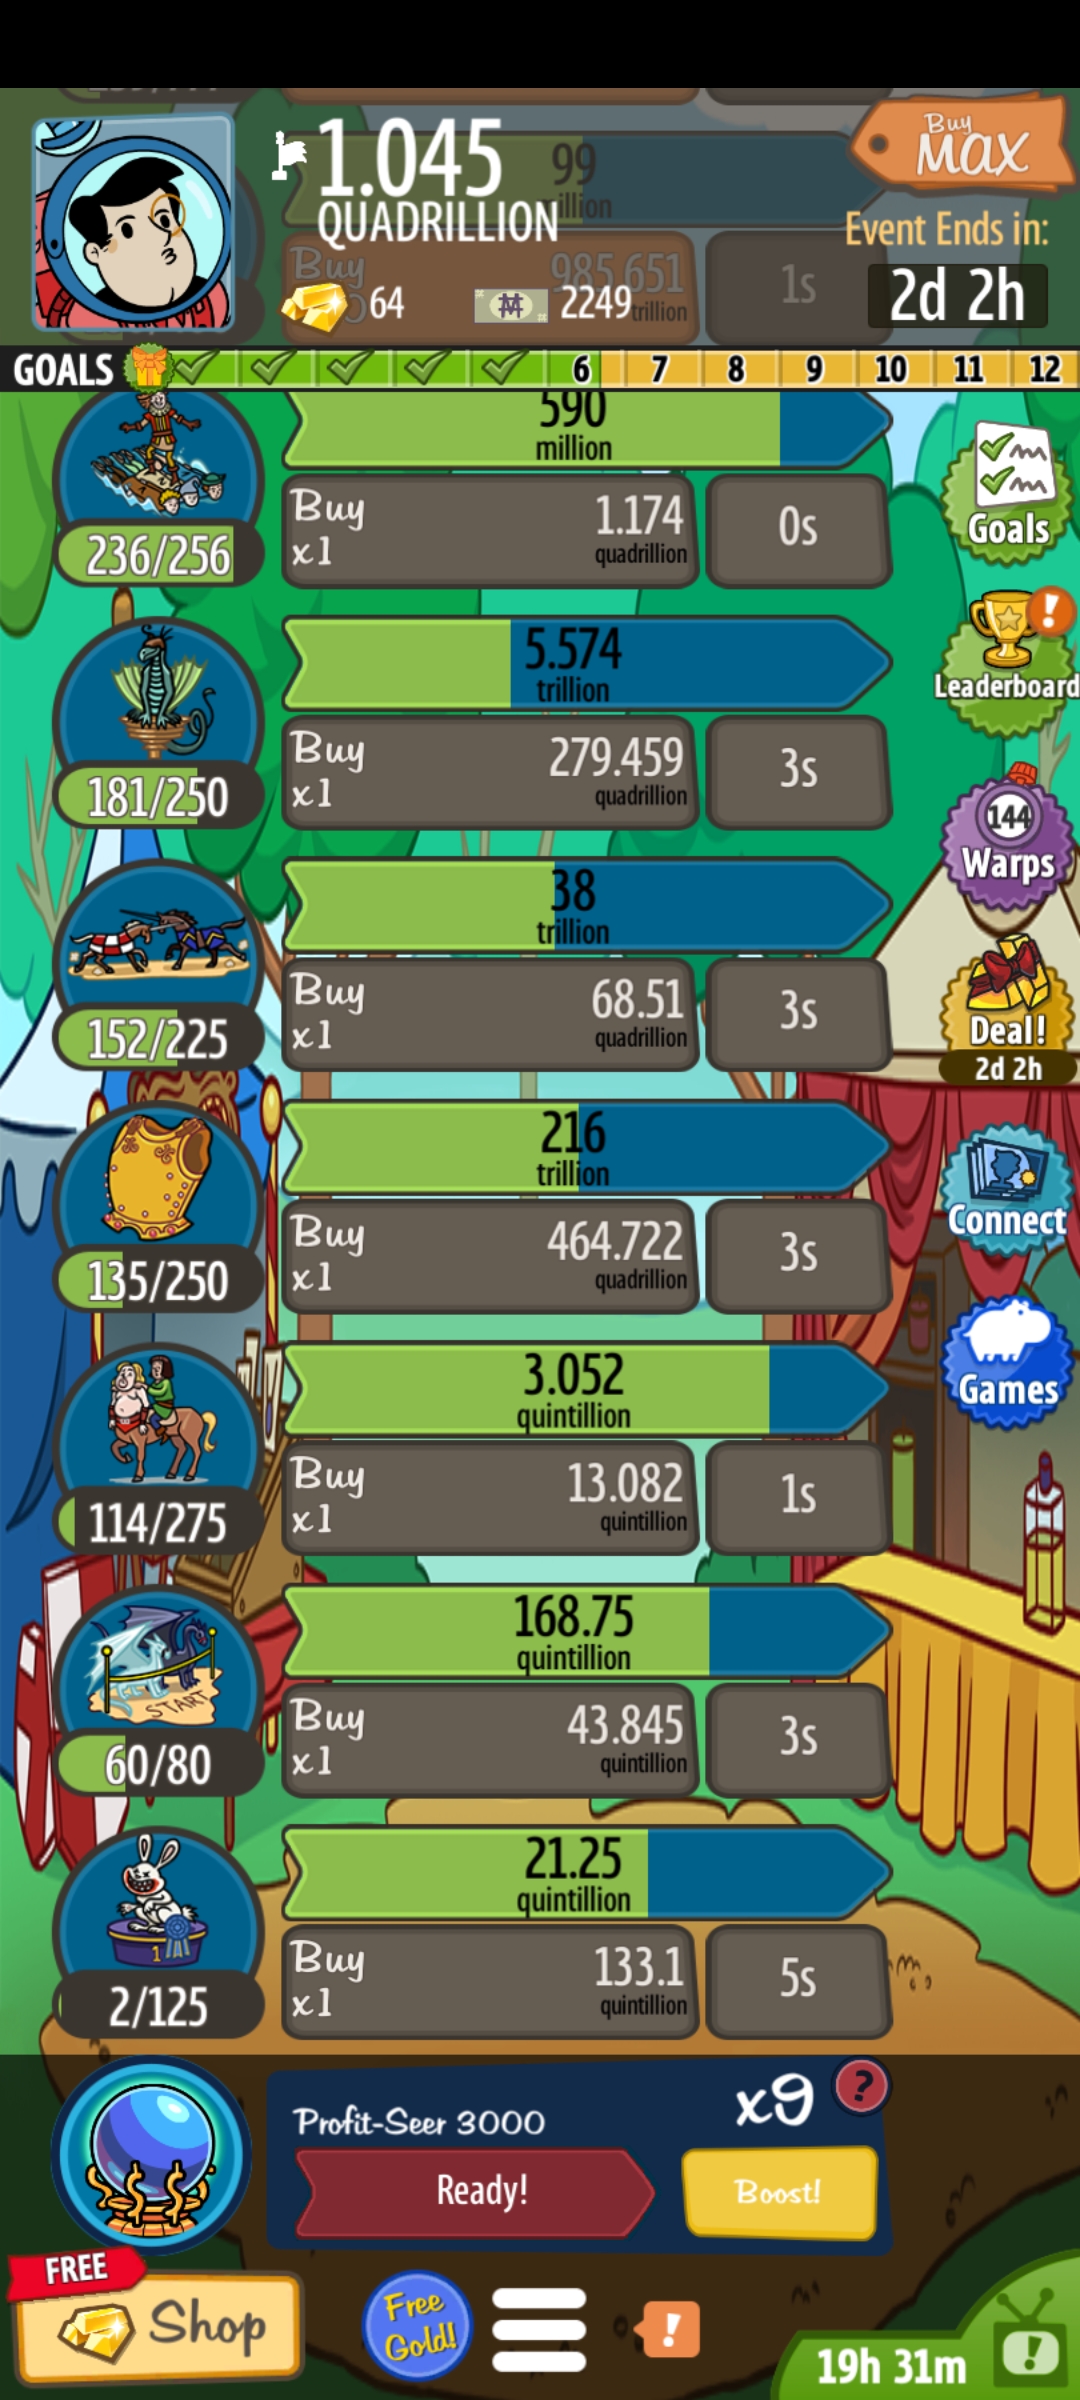 1.045
QUADRILLION
99
Buy
MAX
Event Ends in:
2d 2h
Buy
985.651
trillion
1s
64
2249
GOALS
6
7
8
9
10
11
12
590
million
Buy
x1
1.174
quadrillion
0s
236/256
Goals
5.574
trillion
Buy
x1
279.459
quadrillion
3s
181/250
Leaderboard
38
trillion
Buy
x1
68.51
quadrillion
3s
152/225
144
Warps
Deal!
2d 2h
216
trillion
Buy
x1
464.722
quadrillion
3s
135/250
Connect
3.052
quintillion
Buy
x1
13.082
quintillion
1s
114/275
Games
168.75
quintillion
START
Buy
x1
43.845
quintillion
3s
60/80
21.25
quintillion
1
Buy
x1
133.1
quintillion
5s
2/125
Profit-Seer 3000
x9
?
Ready!
Boost!
FREE
Shop
Free
Gold!
!
19h 31m
!